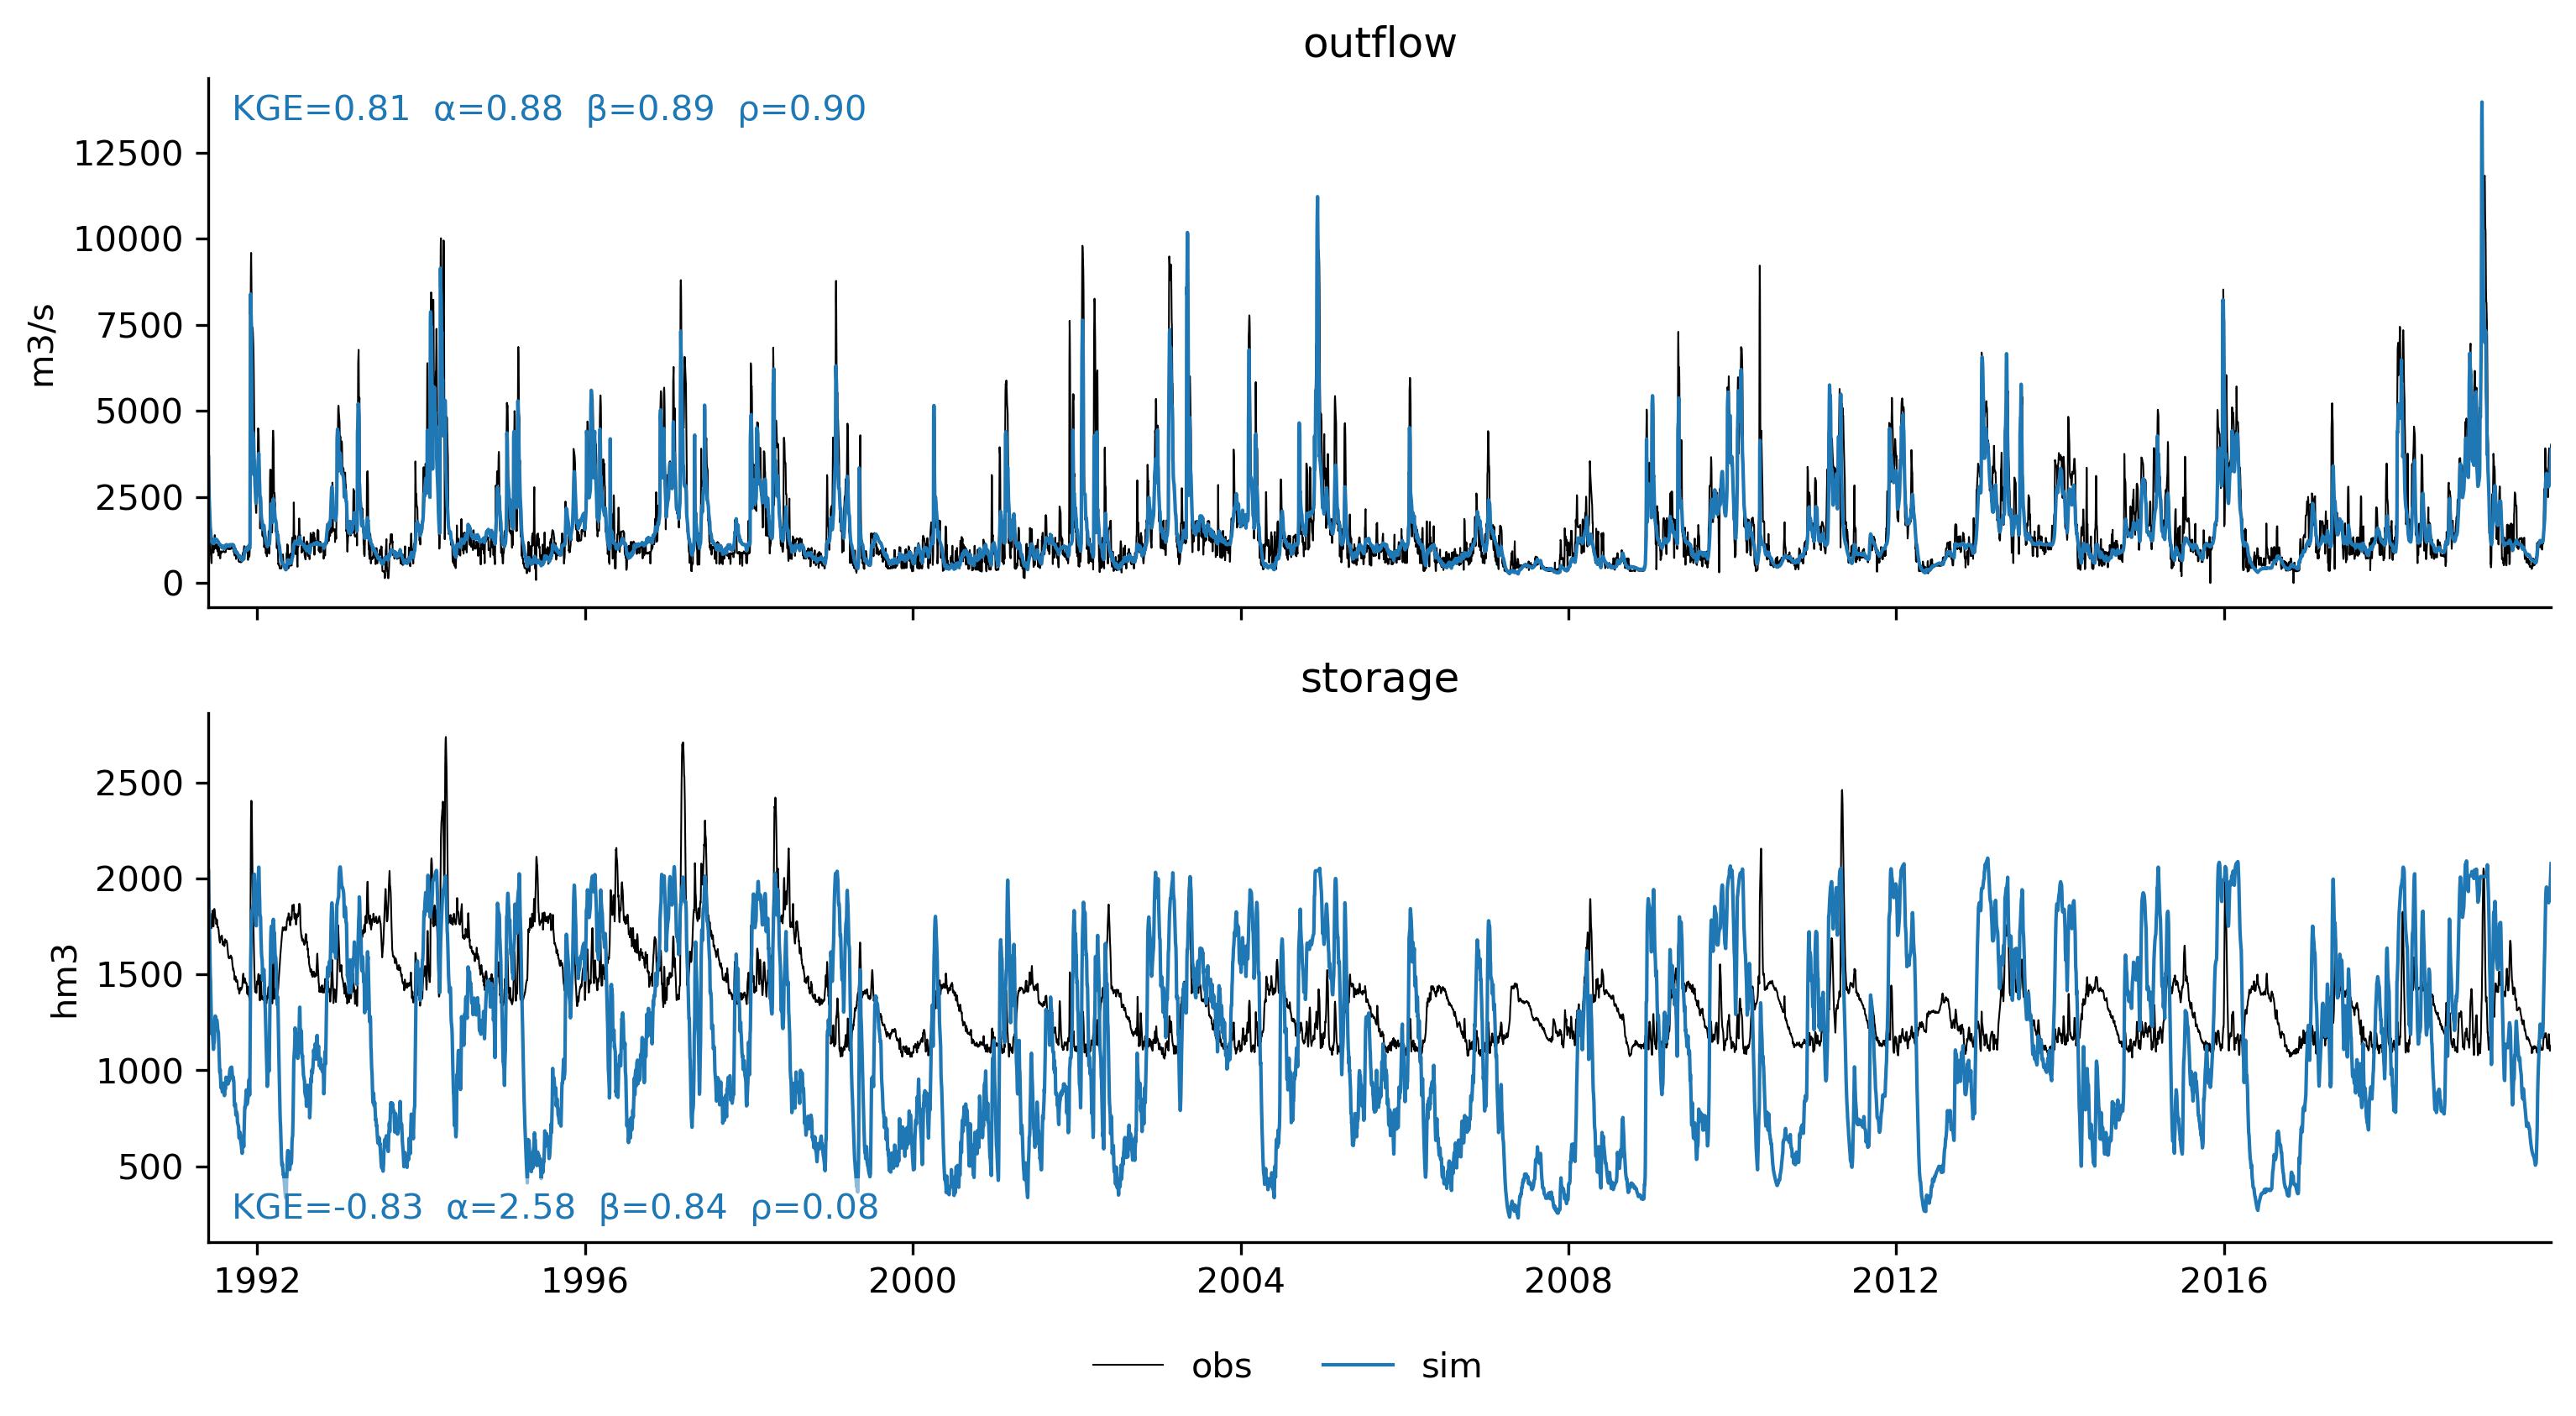 outflow
KGE=0.81 α=0.88 β=0.89 ρ=0.90
12500
10000
7500
5000
2500
0
m3/s
storage
2500
2000
1500
1000
500
hm3
KGE=-0.83 α=2.58 β=0.84 ρ=0.08
1992 1996 2000 2004 2008 2012 2016
obs sim